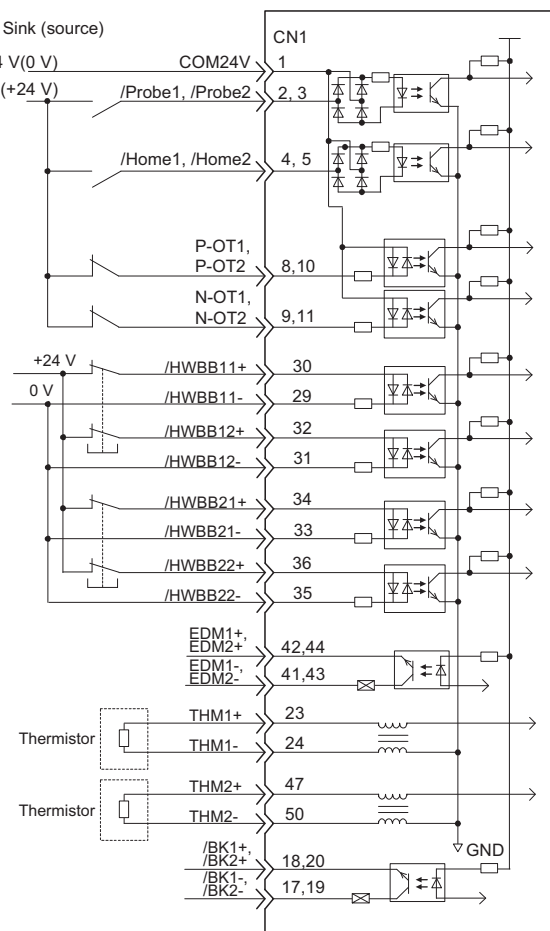 Sink (source)
CN1
4 V(0 V) COM24V 1
(+24 V) /Probe1, /Probe2 2, 3
/Home1, /Home2 4, 5
P-OT1,
P-OT2 8,10
N-OT1,
N-OT2 9,11
+24 V /HWBB11+ 30
0 V /HWBB11- 29
/HWBB12+ 32
/HWBB12- 31
/HWBB21+ 34
/HWBB21- 33
/HWBB22+ 36
/HWBB22- 35
EDM1+,
EDM2+ 42,44
EDM1-,
EDM2- 41,43
THM1+ 23
Thermistor
THM1- 24
THM2+ 47
Thermistor
THM2- 50
GND
/BK1+,
/BK2+ 18,20
/BK1-,
/BK2- 17,19